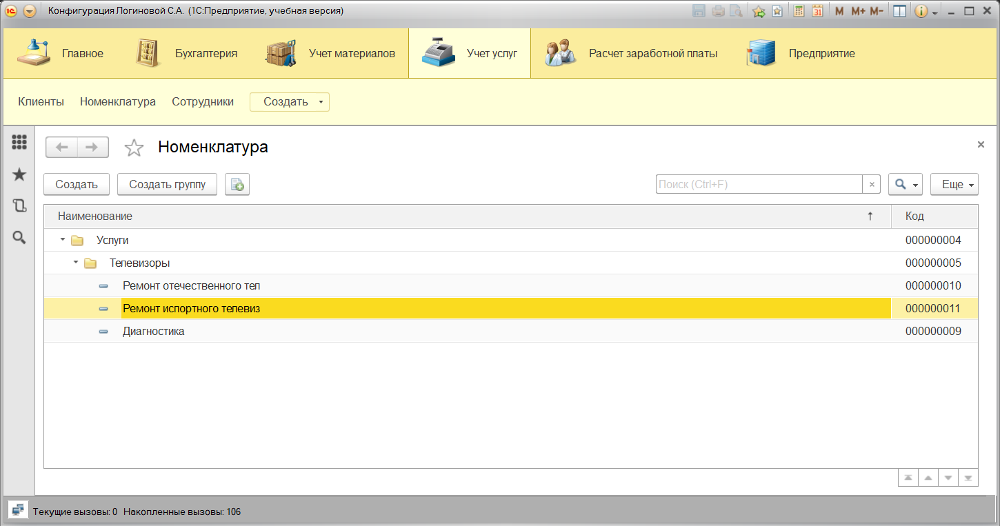 Конфигурация Логиновой С.А. (1С:Предприятие, учебная версия)
31 M M+ M-
Главное Бухгалтерия Учет материалов Учет услуг Расчет заработной платы Предприятие
Клиенты Номенклатура Сотрудники Создать
Номенклатура
Создать Создать группу Поиск (Ctrl+F) × Еще
Наименование ↑ Код
Услуги 000000004
Телевизоры 000000005
Ремонт отечественного тел 000000010
Ремонт испортного телевиз 000000011
Диагностика 000000009
Текущие вызовы: 0 Накопленные вызовы: 106